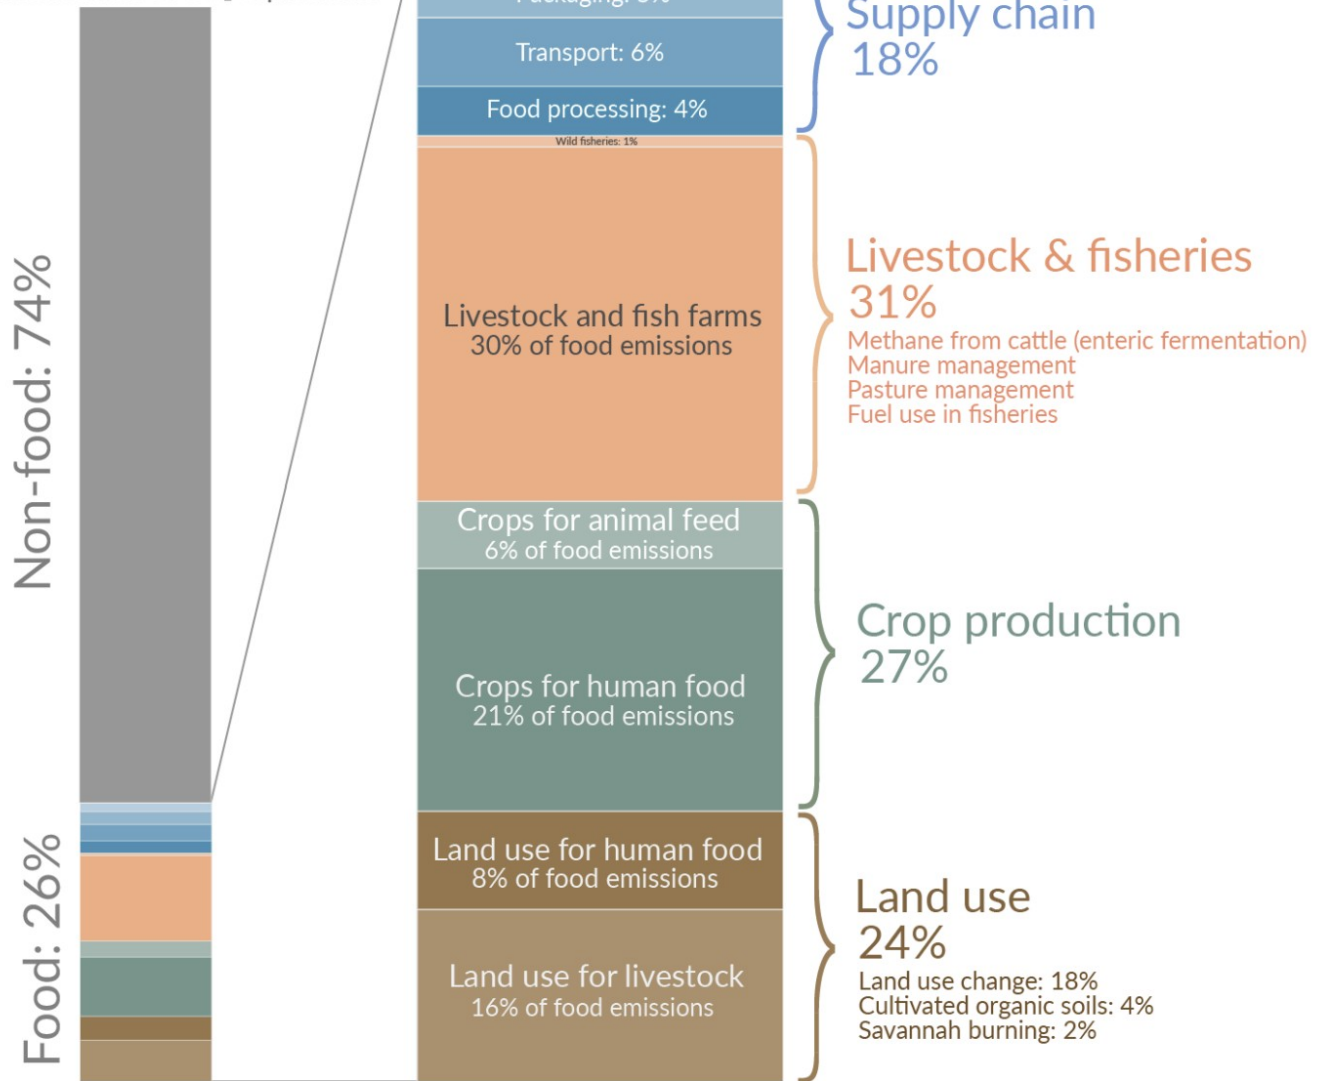 Supply chain
18%
Transport: 6%
Food processing: 4%
Wild fisheries: 1%
Livestock and fish farms
30% of food emissions
Livestock & fisheries
31%
Methane from cattle (enteric fermentation)
Manure management
Pasture management
Fuel use in fisheries
Non-food: 74%
Crops for animal feed
6% of food emissions
Crops for human food
21% of food emissions
Crop production
27%
Food: 26%
Land use for human food
8% of food emissions
Land use for livestock
16% of food emissions
Land use
24%
Land use change: 18%
Cultivated organic soils: 4%
Savannah burning: 2%